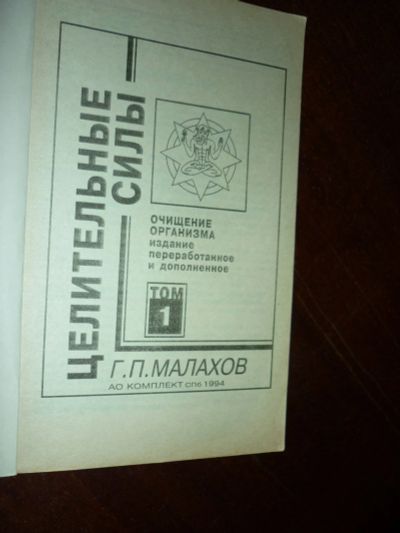 ЦЕЛИТЕЛЬНЫЕ
СИЛЫ
ОЧИЩЕНИЕ
ОРГАНИЗМА
издание
переработанное
и дополненное
ТОМ
1
Г.П.МАЛАХОВ
АО КОМПЛЕКТ СПб 1994